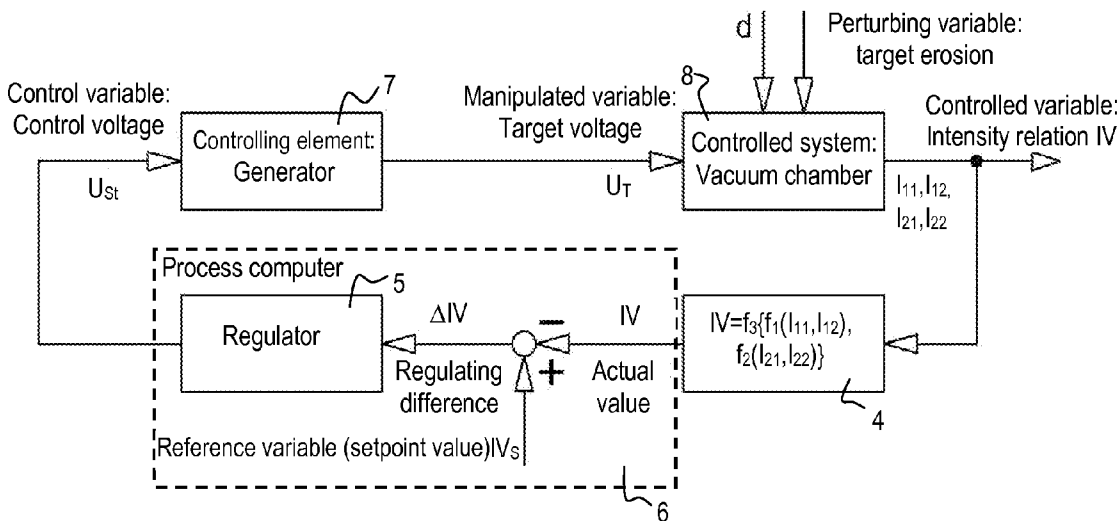 d
Perturbing variable:
target erosion
7
8
Control variable:
Control voltage
Manipulated variable:
Target voltage
Controlled variable:
Intensity relation IV
Controlling element:
Generator
Controlled system:
Vacuum chamber
USt
UT
I11,I12,
I21,I22
Process computer
5
Regulator
ΔIV
Regulating
difference
−
+
IV
Actual
value
IV=f3{f1(I11,I12),
f2(I21,I22)}
4
Reference variable (setpoint value)IVS
6